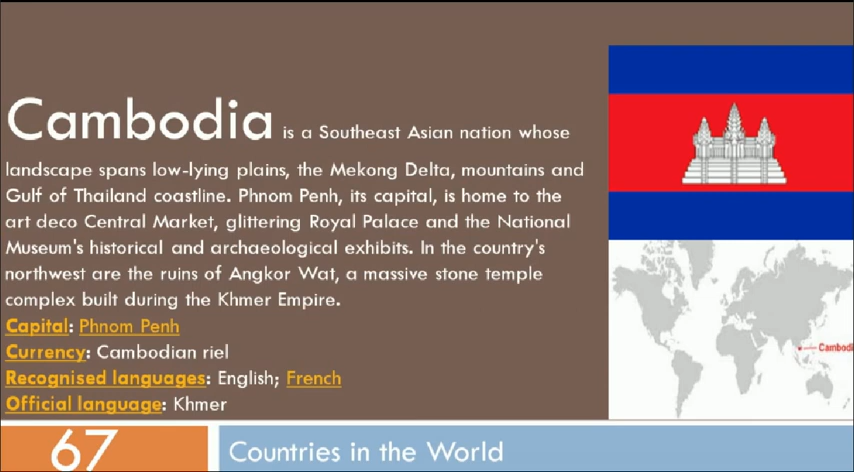 Cambodia is a Southeast Asian nation whose
landscape spans low-lying plains, the Mekong Delta, mountains and
Gulf of Thailand coastline. Phnom Penh, its capital, is home to the
art deco Central Market, glittering Royal Palace and the National
Museum's historical and archaeological exhibits. In the country's
northwest are the ruins of Angkor Wat, a massive stone temple
complex built during the Khmer Empire.
Capital: Phnom Penh
Currency: Cambodian riel
Recognised languages: English; French
Official language: Khmer
Cambodi
67
Countries in the World